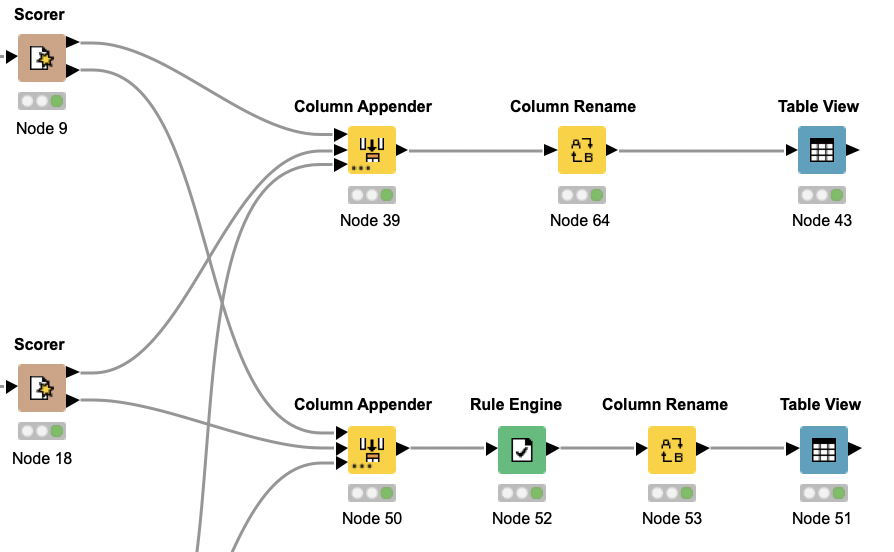 Scorer
Node 9
Column Appender
Column Rename
Table View
A
B
Node 39
Node 64
Node 43
Scorer
Node 18
Column Appender
Rule Engine
Column Rename
Table View
A
B
Node 50
Node 52
Node 53
Node 51